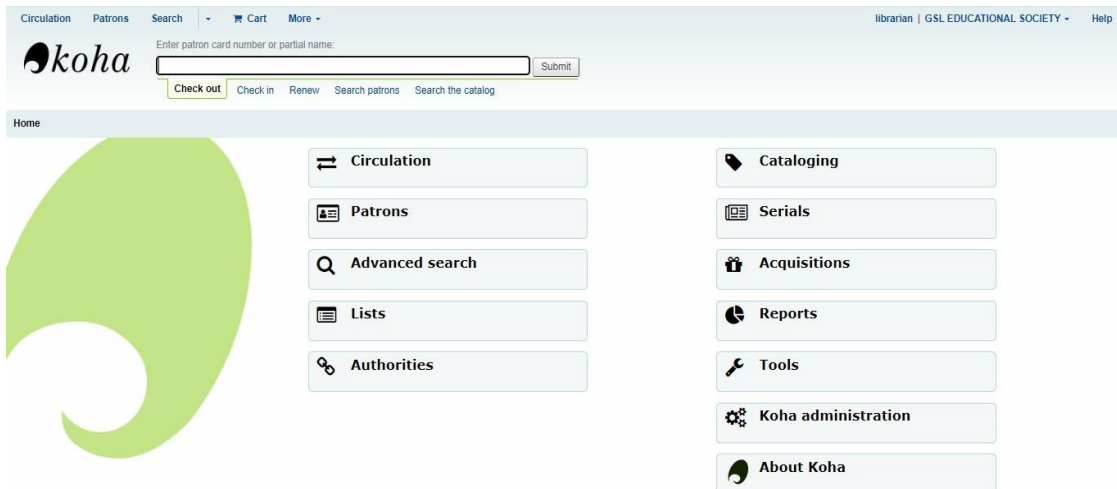 Circulation Patrons Search Cart More librarian | GSL EDUCATIONAL SOCIETY Help
koha
Enter patron card number or partial name:
Submit
Check out Check in Renew Search patrons Search the catalog
Home
Circulation
Cataloging
Patrons
Serials
Advanced search
Acquisitions
Lists
Reports
Authorities
Tools
Koha administration
About Koha